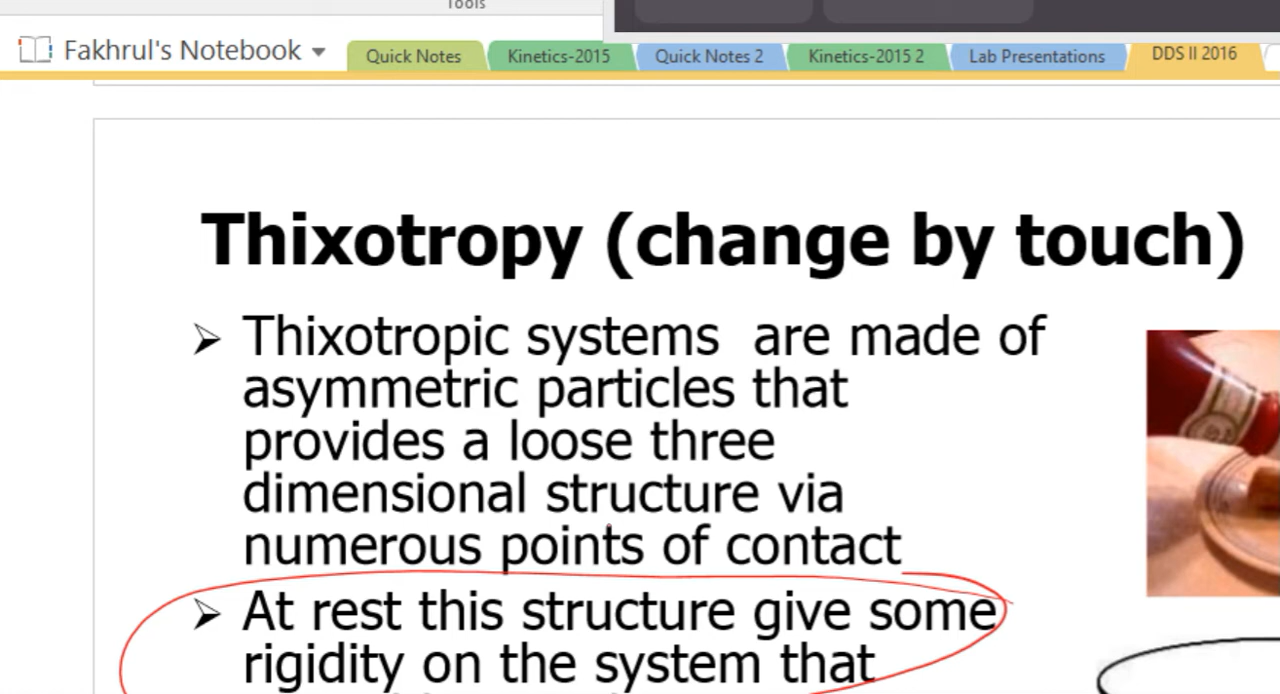 Tools
Fakhrul's Notebook
Quick Notes
Kinetics-2015
Quick Notes 2
Kinetics-2015 2
Lab Presentations
DDS II 2016
Thixotropy (change by touch)
Thixotropic systems are made of
asymmetric particles that
provides a loose three
dimensional structure via
numerous points of contact
At rest this structure give some
rigidity on the system that